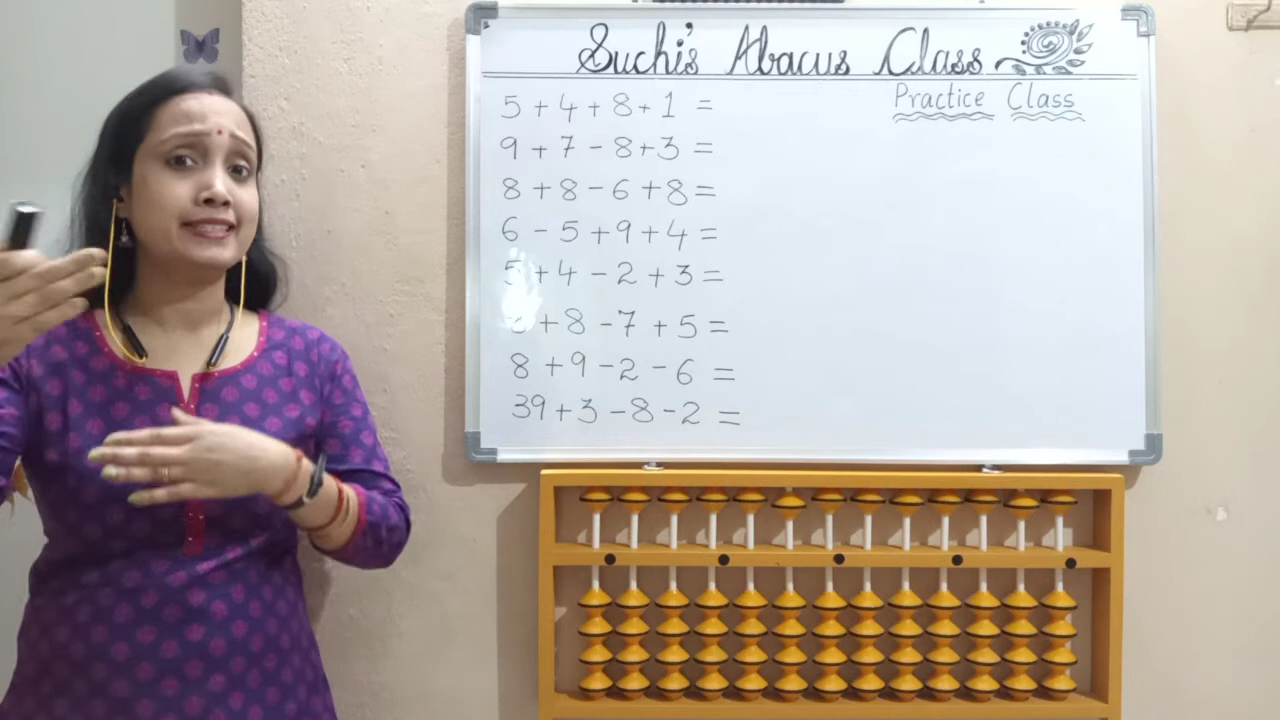 Suchi's Abacus Class
Practice Class
5 + 4 + 8 + 1 =
9 + 7 - 8 + 3 =
8 + 8 - 6 + 8 =
6 - 5 + 9 + 4 =
5 + 4 - 2 + 3 =
+ 8 - 7 + 5 =
8 + 9 - 2 - 6 =
39 + 3 - 8 - 2 =